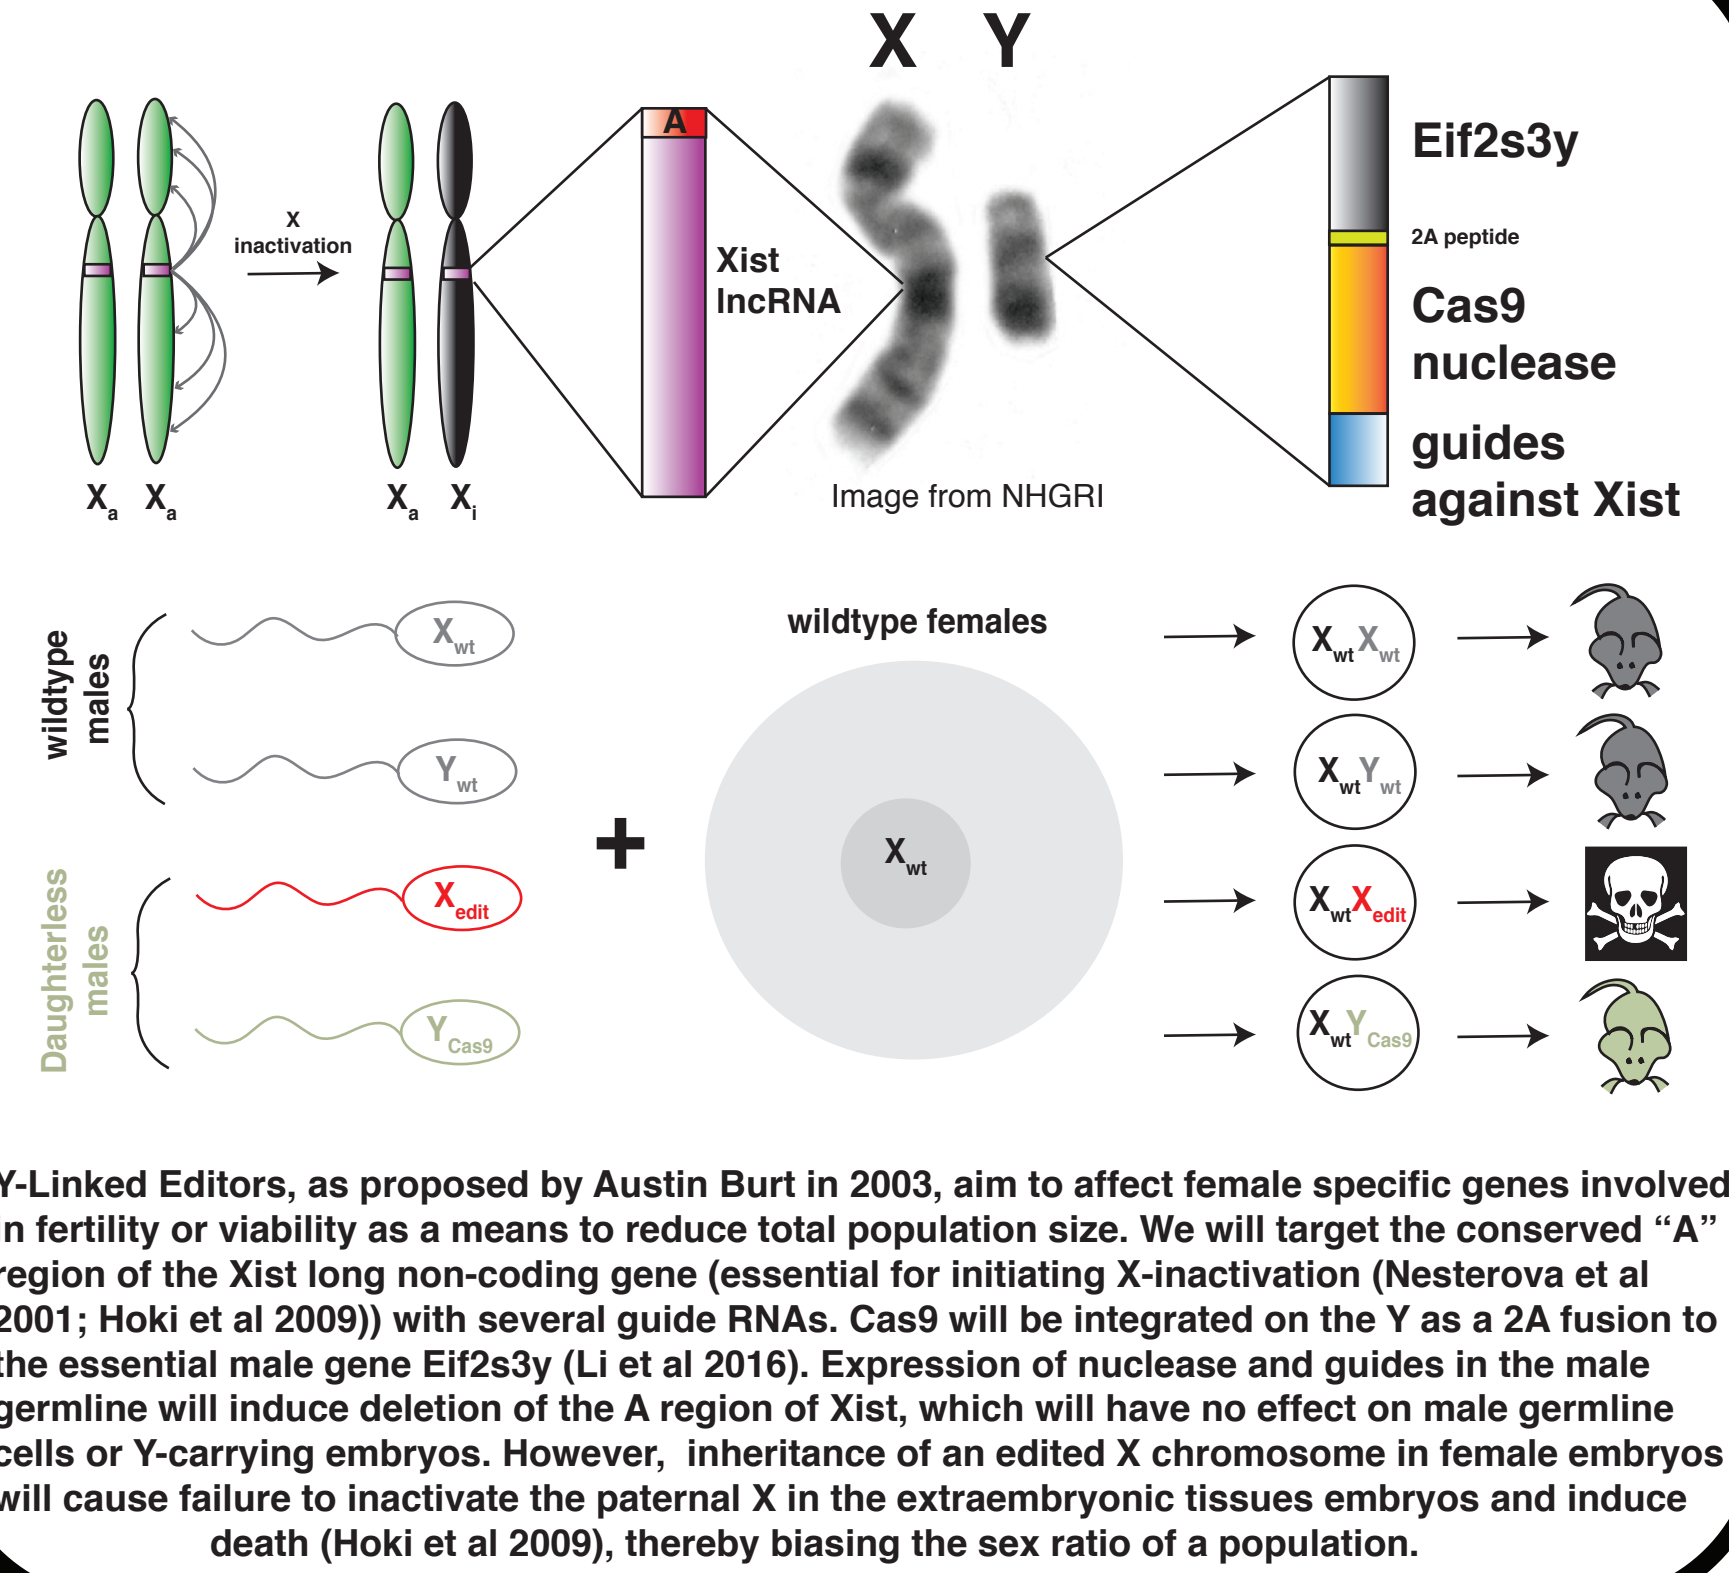 X Y
A
Eif2s3y
2A peptide
Cas9
nuclease
guides
against Xist
X
inactivation
Xist
lncRNA
Xa Xa
Xa Xi
Image from NHGRI
wildtype
males
Xwt
Ywt
Daughterless
males
Xedit
YCas9
+
wildtype females
Xwt
XwtXwt
XwtYwt
XwtXedit
XwtYCas9
Y-Linked Editors, as proposed by Austin Burt in 2003, aim to affect female specific genes involved
in fertility or viability as a means to reduce total population size. We will target the conserved “A”
region of the Xist long non-coding gene (essential for initiating X-inactivation (Nesterova et al
2001; Hoki et al 2009)) with several guide RNAs. Cas9 will be integrated on the Y as a 2A fusion to
the essential male gene Eif2s3y (Li et al 2016). Expression of nuclease and guides in the male
germline will induce deletion of the A region of Xist, which will have no effect on male germline
cells or Y-carrying embryos. However, inheritance of an edited X chromosome in female embryos
will cause failure to inactivate the paternal X in the extraembryonic tissues embryos and induce
death (Hoki et al 2009), thereby biasing the sex ratio of a population.